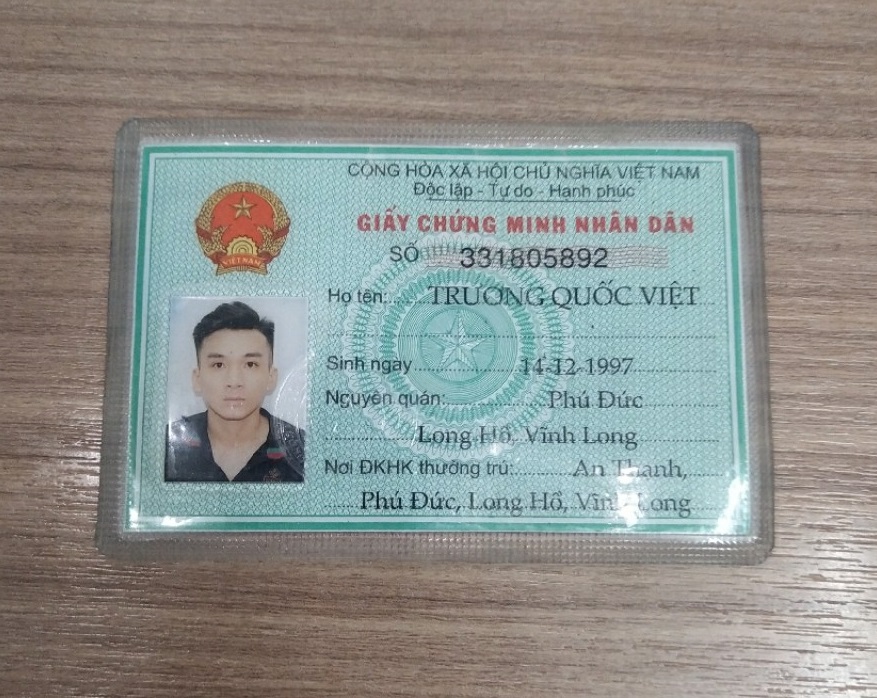 CỘNG HÒA XÃ HỘI CHỦ NGHĨA VIỆT NAM
Độc lập - Tự do - Hạnh phúc
GIẤY CHỨNG MINH NHÂN DÂN
SỐ 331805892
Họ tên: TRƯƠNG QUỐC VIỆT
Sinh ngày 14-12-1997
Nguyên quán: Phú Đức
Long Hồ, Vĩnh Long
Nơi ĐKHK thường trú: An Thạnh,
Phú Đức, Long Hồ, Vĩnh Long
VIỆT NAM